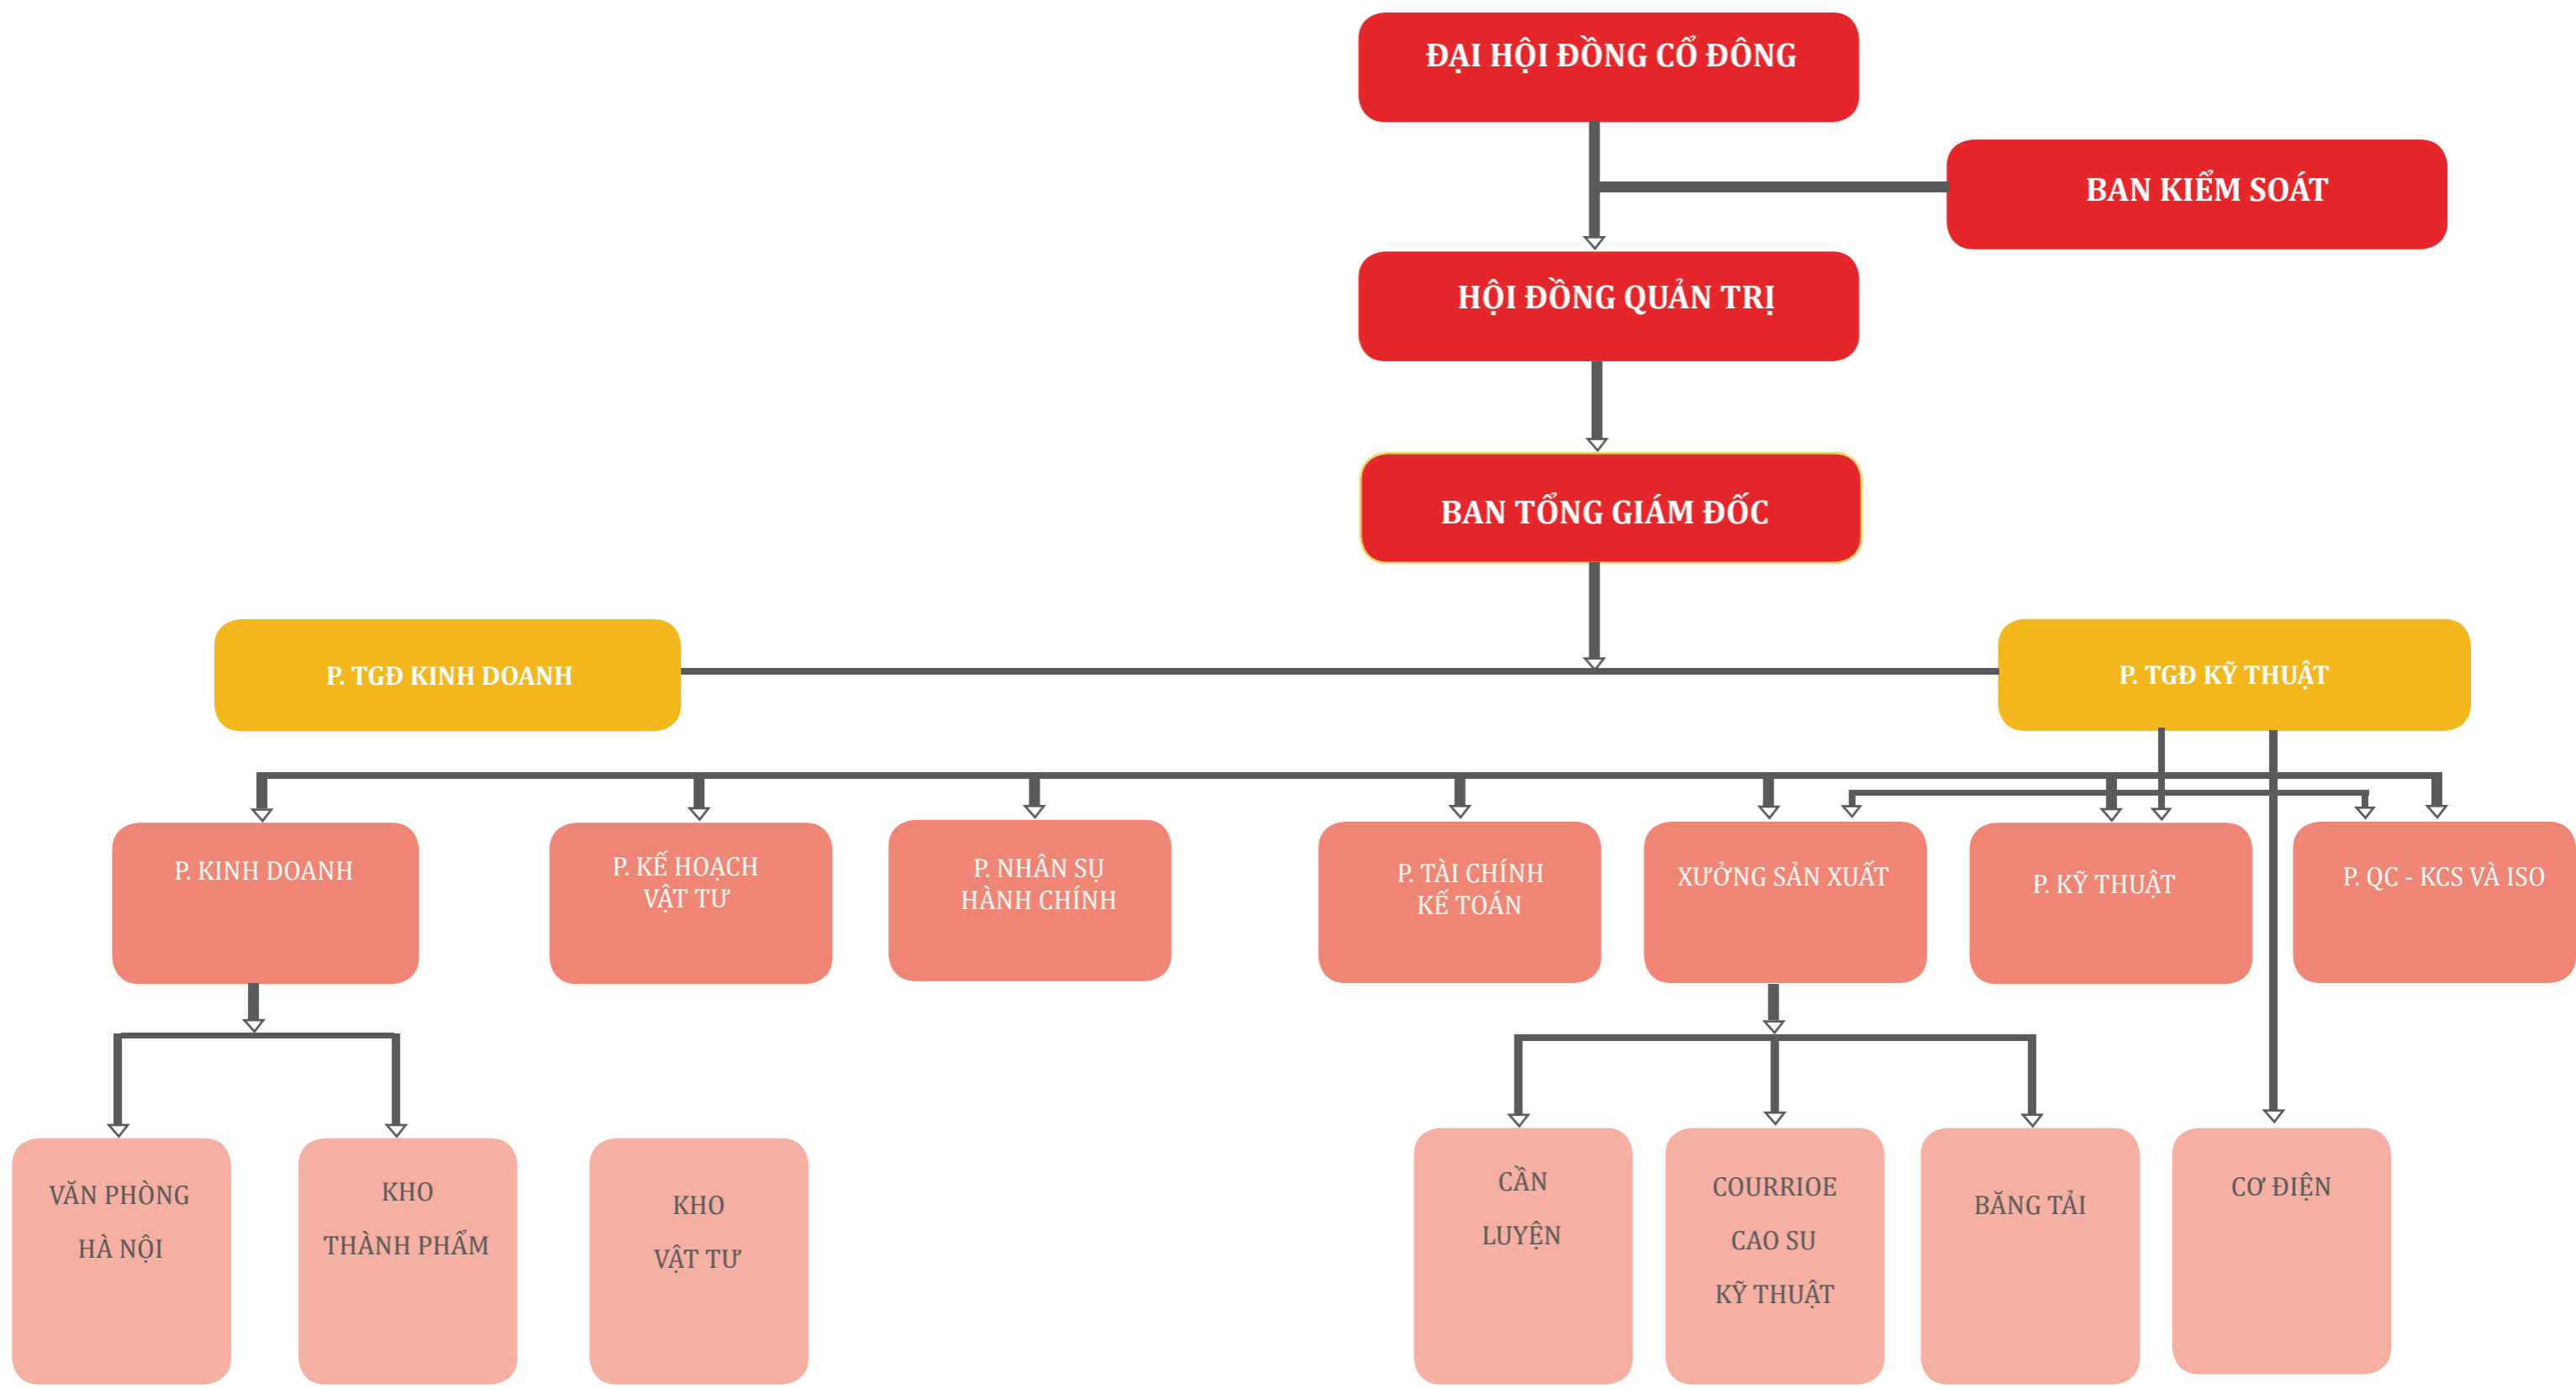 ĐẠI HỘI ĐỒNG CỔ ĐÔNG
BAN KIỂM SOÁT
HỘI ĐỒNG QUẢN TRỊ
BAN TỔNG GIÁM ĐỐC
P. TGĐ KINH DOANH
P. TGĐ KỸ THUẬT
P. KINH DOANH
P. KẾ HOẠCH
VẬT TƯ
P. NHÂN SỰ
HÀNH CHÍNH
P. TÀI CHÍNH
KẾ TOÁN
XƯỞNG SẢN XUẤT
P. KỸ THUẬT
P. QC - KCS VÀ ISO
VĂN PHÒNG
HÀ NỘI
KHO
THÀNH PHẨM
KHO
VẬT TƯ
CẦN
LUYỆN
COURRIOE
CAO SU
KỸ THUẬT
BĂNG TẢI
CƠ ĐIỆN